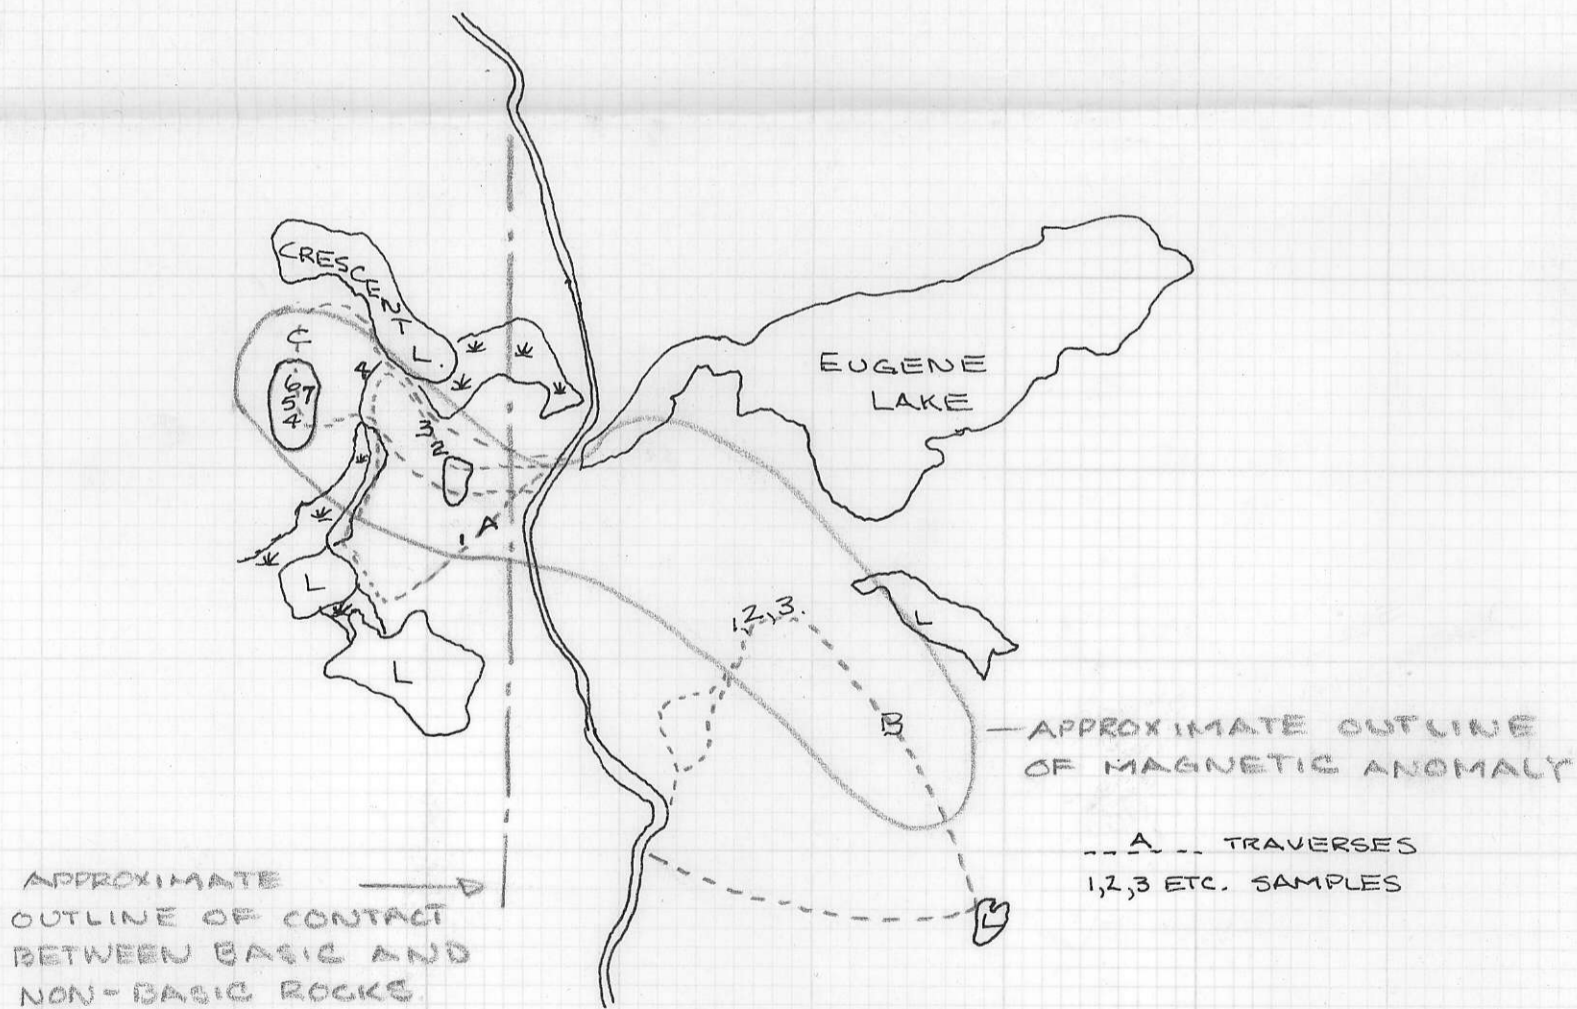 CRESCENT L.
EUGENE
LAKE
C
6 7
5
4
4
3
2
1 A
L
L
L
1,2,3.
B
APPROXIMATE OUTLINE
OF MAGNETIC ANOMALY
A TRAVERSES
1,2,3 ETC. SAMPLES
L
APPROXIMATE
OUTLINE OF CONTACT
BETWEEN BASIC AND
NON-BASIC ROCKS